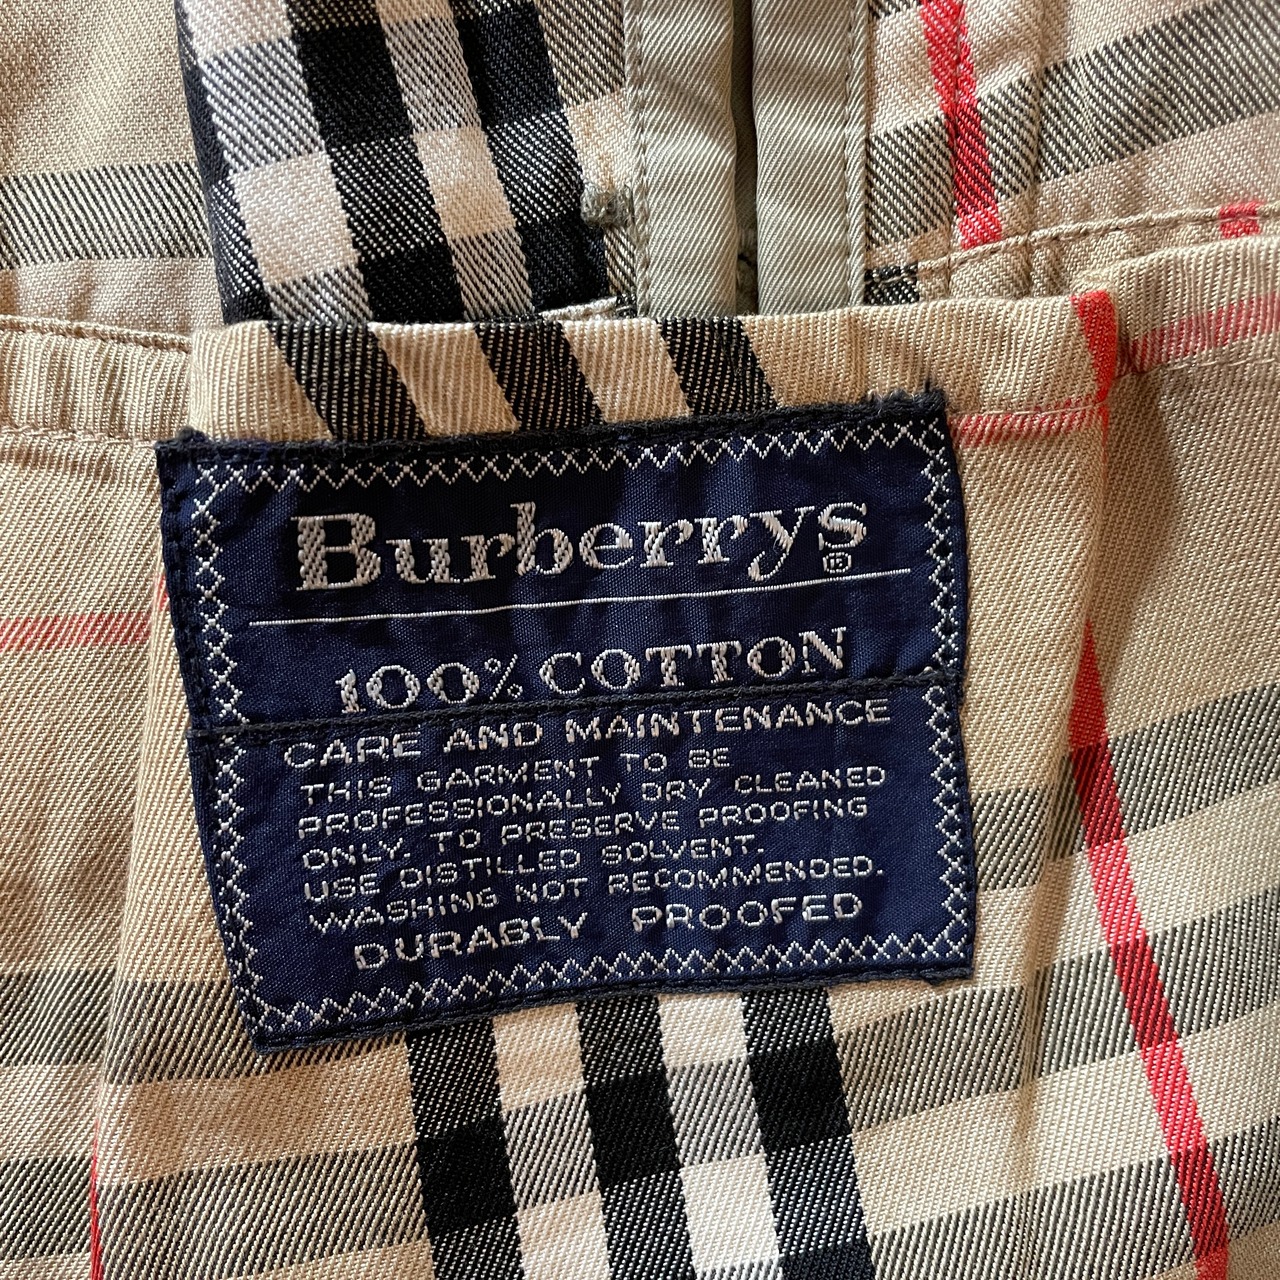 Burberrys®
100% COTTON
CARE AND MAINTENANCE
THIS GARMENT TO BE
PROFESSIONALLY DRY CLEANED
ONLY. TO PRESERVE PROOFING
USE DISTILLED SOLVENT.
WASHING NOT RECOMMENDED.
DURABLY PROOFED